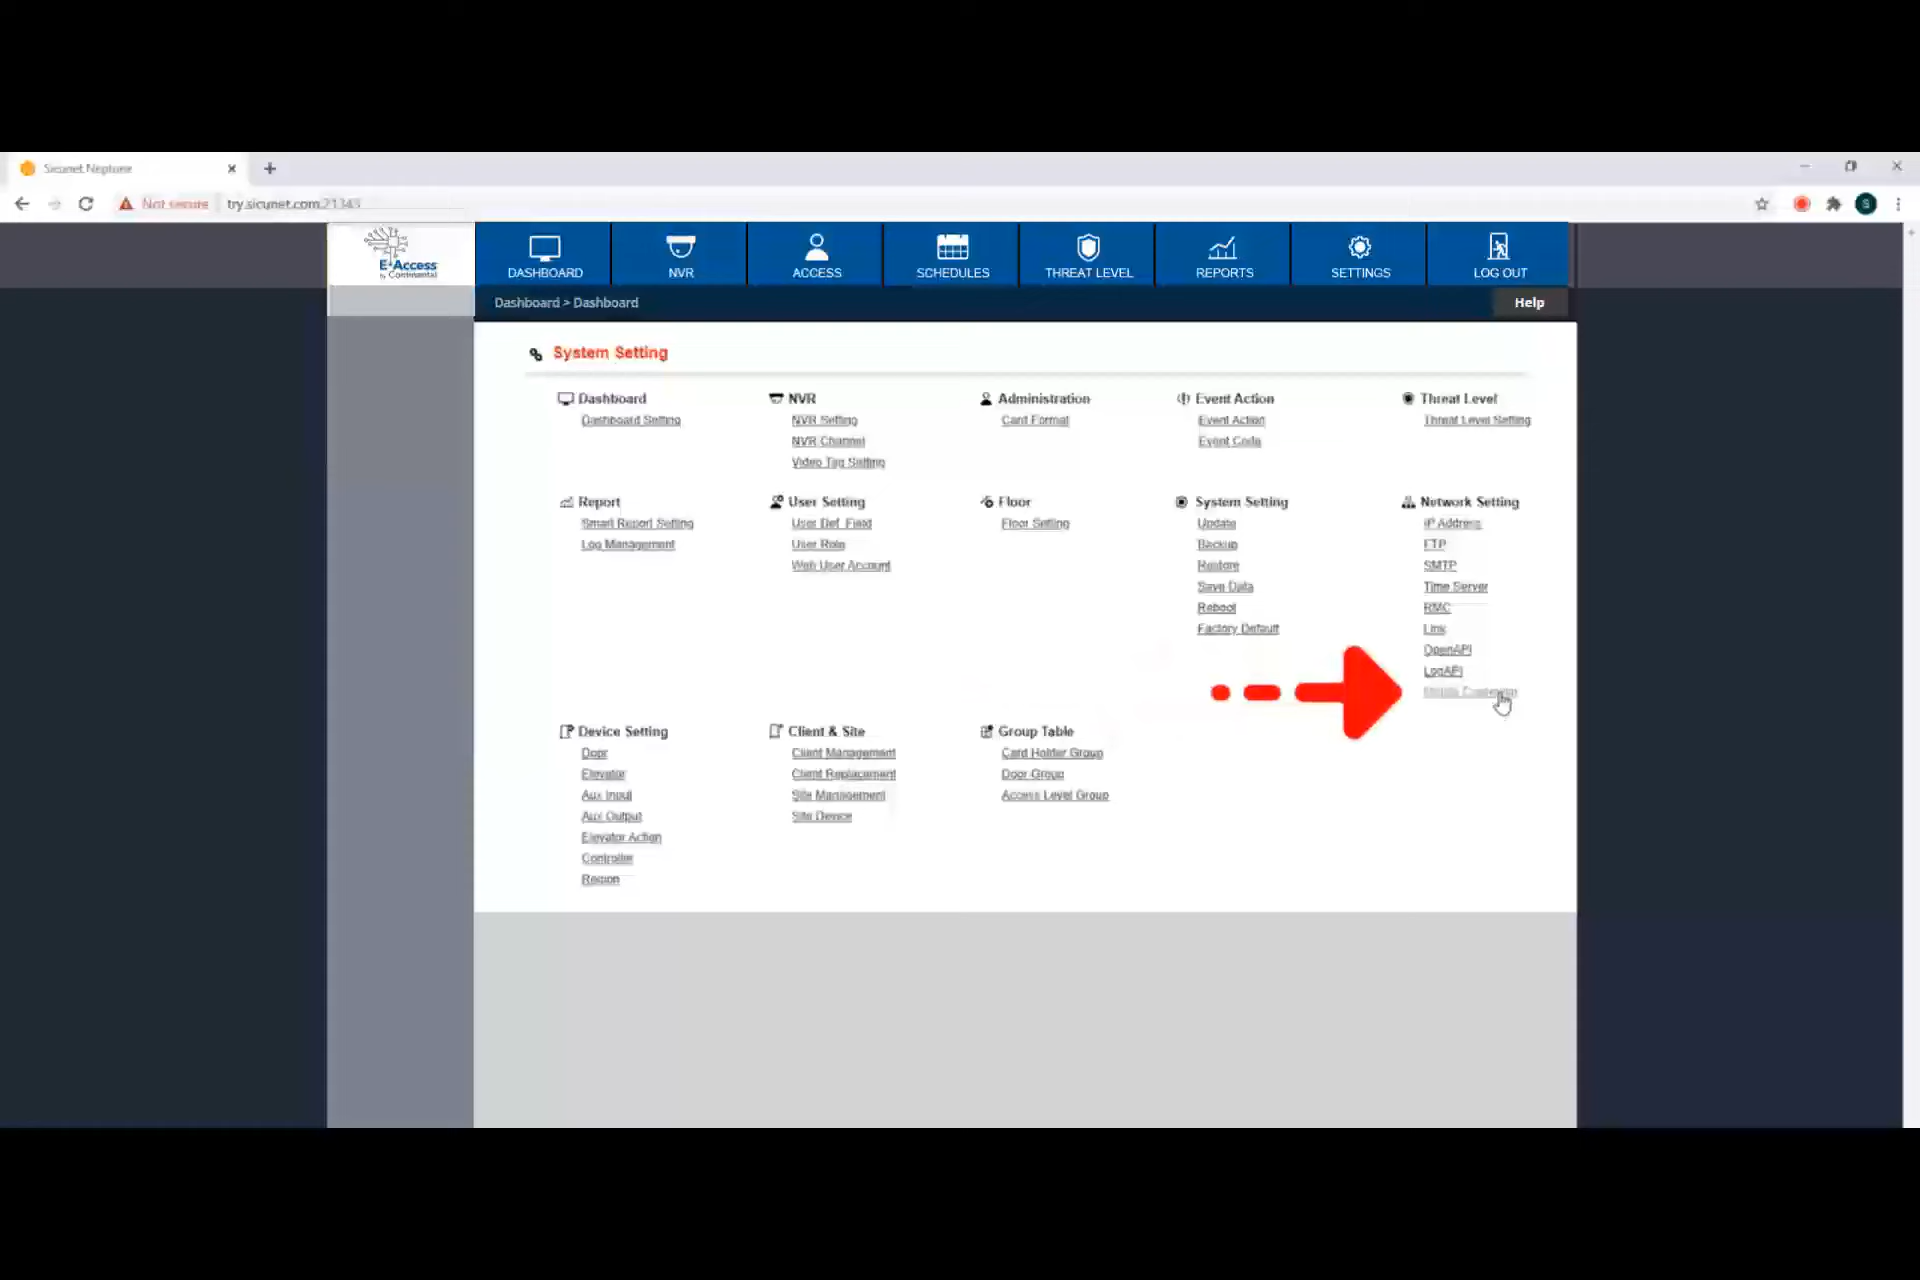 Sicunet Neptune
Not secure
try.sicunet.com:21343
E-Access
by Continental
DASHBOARD
NVR
ACCESS
SCHEDULES
THREAT LEVEL
REPORTS
SETTINGS
LOG OUT
Dashboard > Dashboard
Help
System Setting
Dashboard
Dashboard Setting
NVR
NVR Setting
NVR Channel
Video Tag Setting
Administration
Card Format
Event Action
Event Action
Event Code
Threat Level
Threat Level Setting
Report
Smart Report Setting
Log Management
User Setting
User Def. Field
User Role
Web User Account
Floor
Floor Setting
System Setting
Update
Backup
Restore
Save Data
Reboot
Factory Default
Network Setting
IP Address
FTP
SMTP
Time Server
RMC
Link
OpenAPI
LogAPI
Device Setting
Door
Elevator
Aux Input
Aux Output
Elevator Action
Controller
Region
Client & Site
Client Management
Client Replacement
Site Management
Site Device
Group Table
Card Holder Group
Door Group
Access Level Group
S